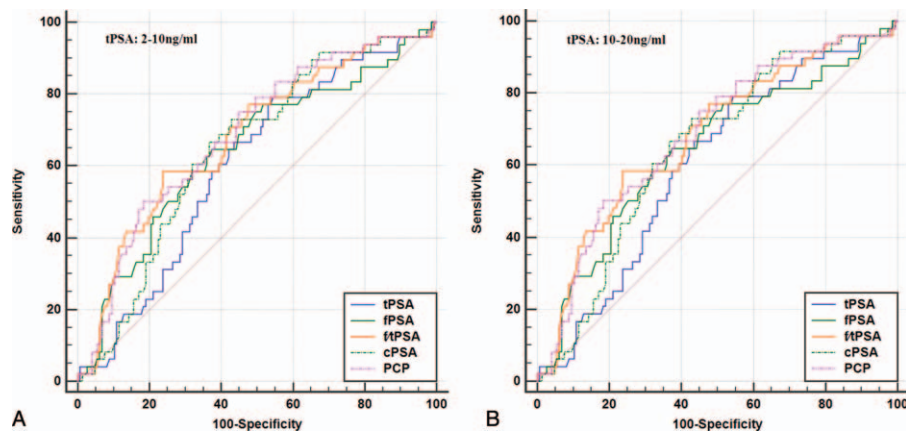 tPSA: 2-10ng/ml
100
80
60
40
20
0
Sensitivity
0 20 40 60 80 100
100-Specificity
tPSA
fPSA
f/tPSA
cPSA
PCP
A
tPSA: 10-20ng/ml
100
80
60
40
20
0
Sensitivity
0 20 40 60 80 100
100-Specificity
tPSA
fPSA
f/tPSA
cPSA
PCP
B